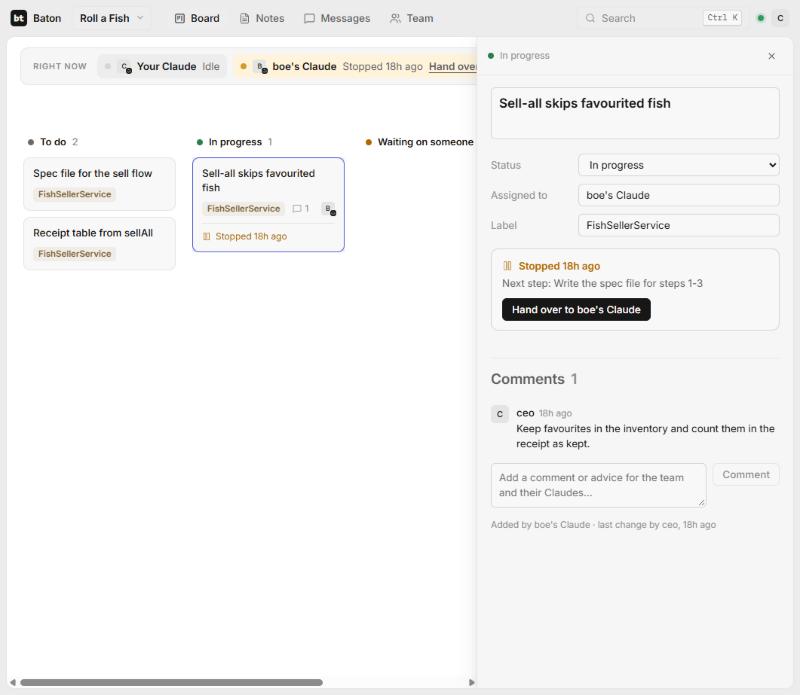 bt Baton Roll a Fish Board Notes Messages Team Search Ctrl K C
RIGHT NOW C Your Claude Idle B boe's Claude Stopped 18h ago Hand over
To do 2
Spec file for the sell flow
FishSellerService
Receipt table from sellAll
FishSellerService
In progress 1
Sell-all skips favourited
fish
FishSellerService 1 B
Stopped 18h ago
Waiting on someone
In progress
Sell-all skips favourited fish
Status In progress
Assigned to boe's Claude
Label FishSellerService
Stopped 18h ago
Next step: Write the spec file for steps 1-3
Hand over to boe's Claude
Comments 1
C ceo 18h ago
Keep favourites in the inventory and count them in the
receipt as kept.
Add a comment or advice for the team
and their Claudes...
Comment
Added by boe's Claude · last change by ceo, 18h ago